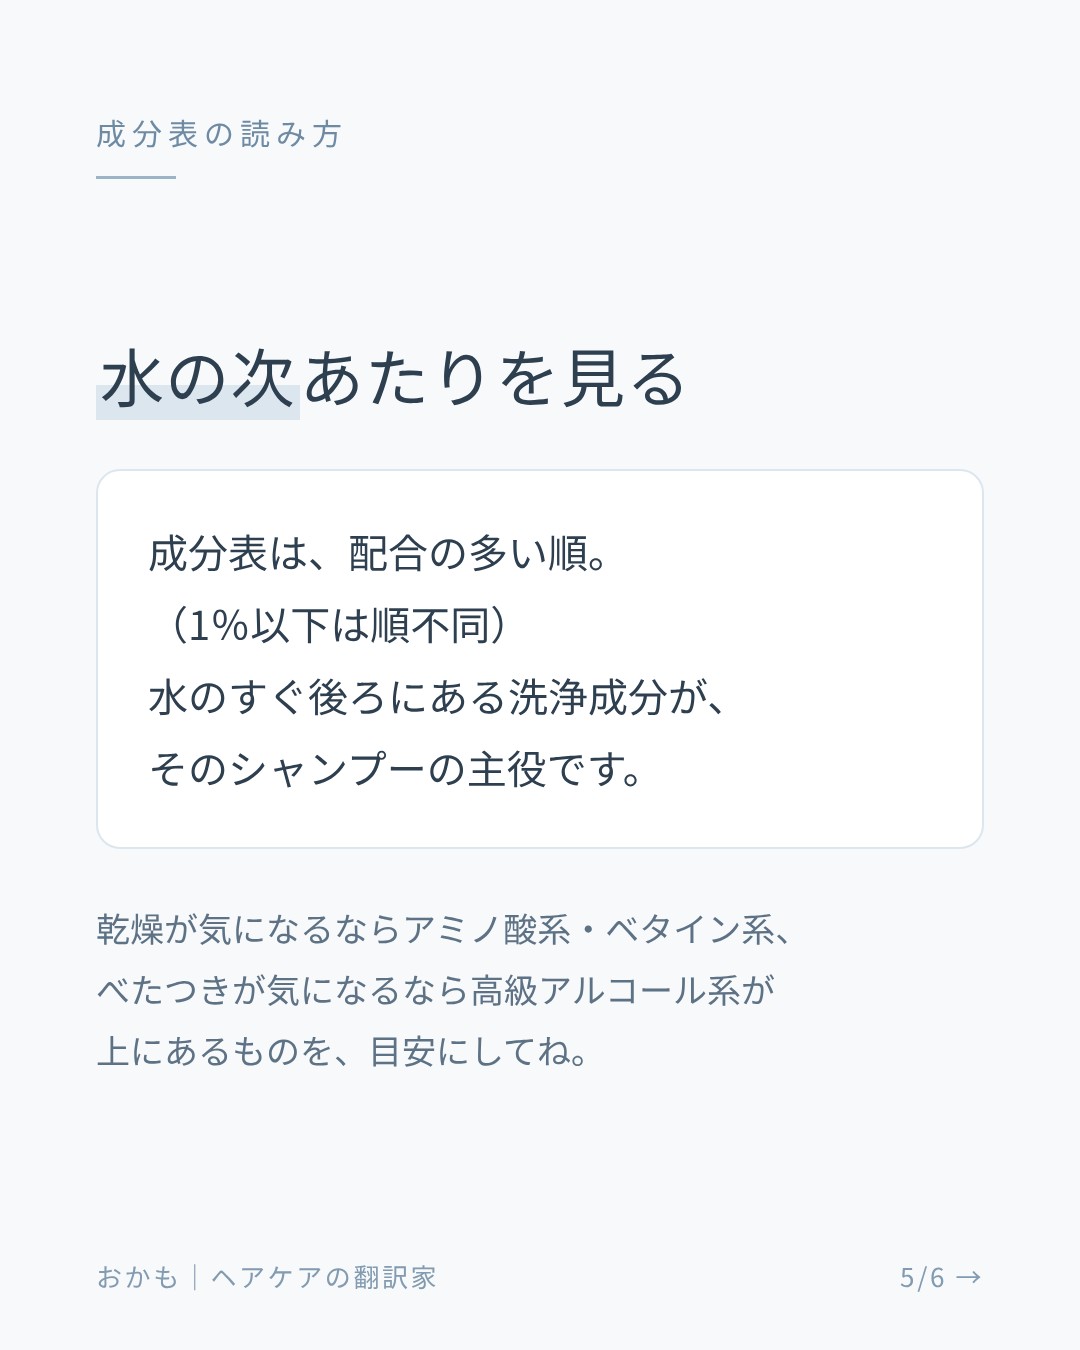 成分表の読み方
水の次あたりを見る
成分表は、配合の多い順。
（1%以下は順不同）
水のすぐ後ろにある洗浄成分が、
そのシャンプーの主役です。
乾燥が気になるならアミノ酸系・ベタイン系、
べたつきが気になるなら高級アルコール系が
上にあるものを、目安にしてね。
おかも｜ヘアケアの翻訳家
5/6 →